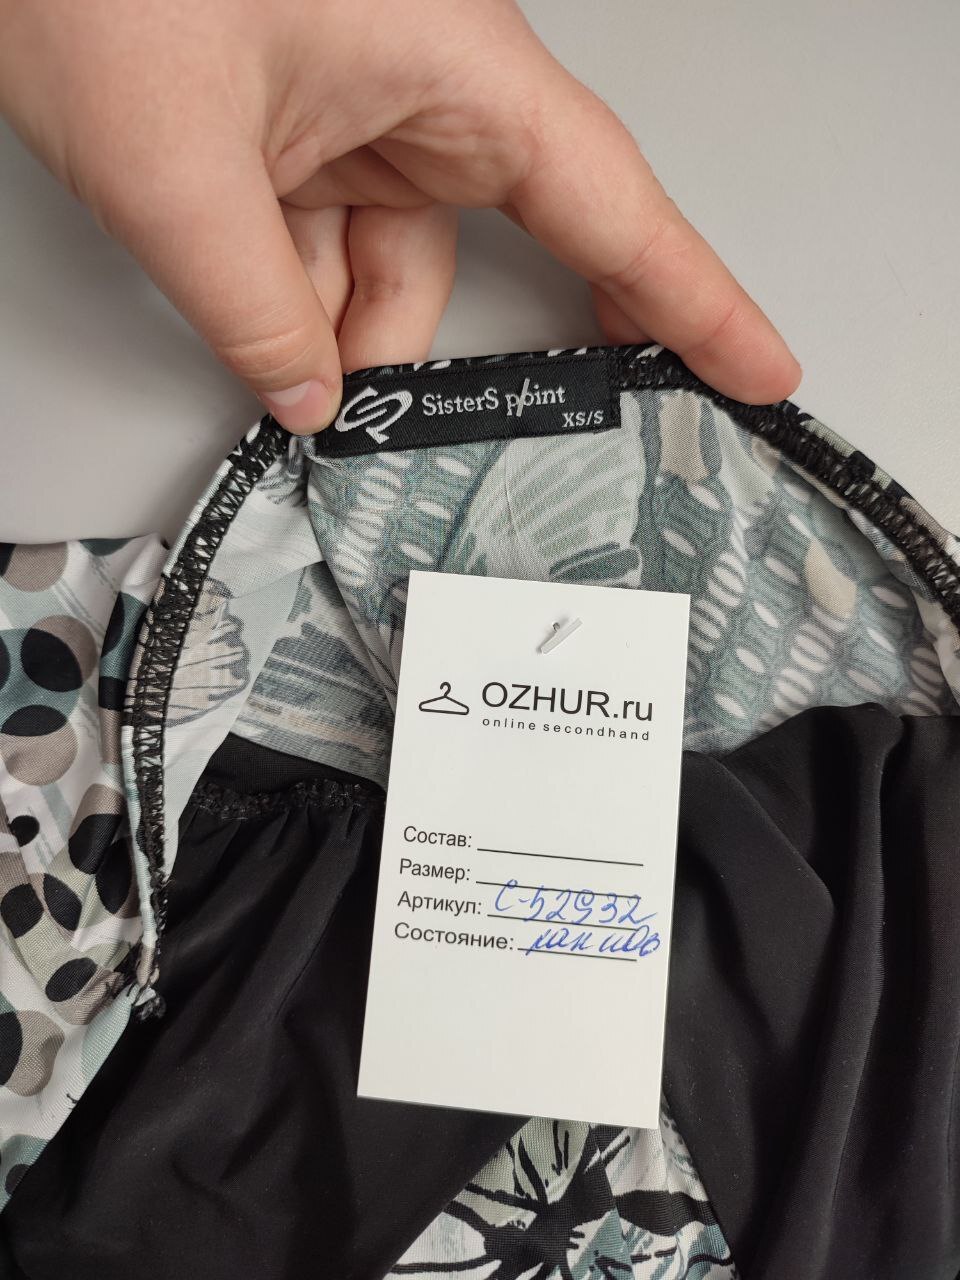 SisterS point
XS/S
OZHUR.ru
online secondhand
Состав:
Размер:
Артикул: С-52932
Состояние: